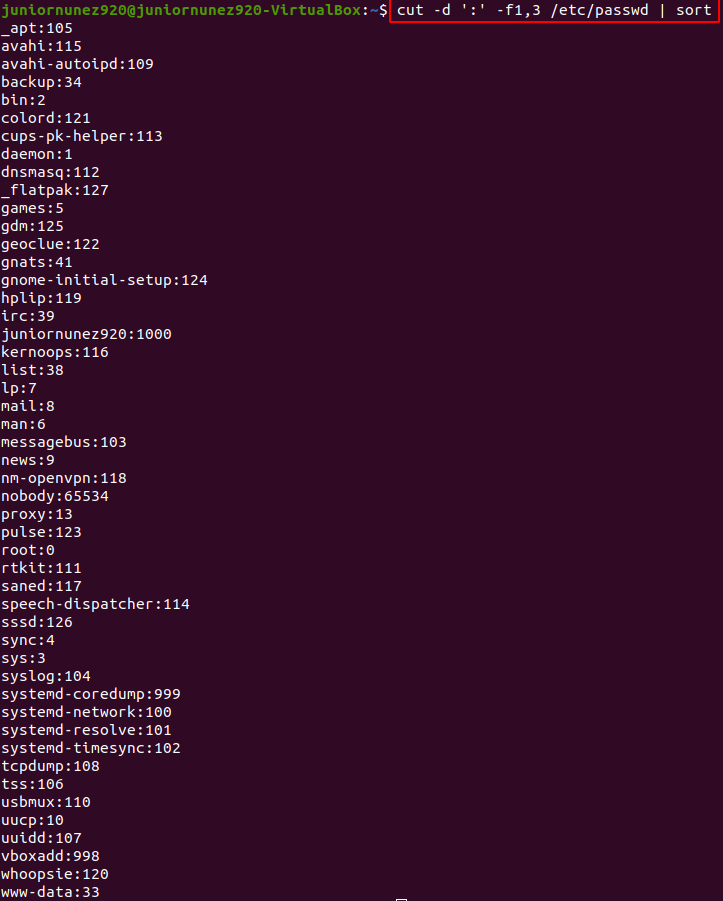 juniornunez920@juniornunez920-VirtualBox:~$ cut -d ':' -f1,3 /etc/passwd | sort
_apt:105
avahi:115
avahi-autoipd:109
backup:34
bin:2
colord:121
cups-pk-helper:113
daemon:1
dnsmasq:112
_flatpak:127
games:5
gdm:125
geoclue:122
gnats:41
gnome-initial-setup:124
hplip:119
irc:39
juniornunez920:1000
kernoops:116
list:38
lp:7
mail:8
man:6
messagebus:103
news:9
nm-openvpn:118
nobody:65534
proxy:13
pulse:123
root:0
rtkit:111
saned:117
speech-dispatcher:114
sssd:126
sync:4
sys:3
syslog:104
systemd-coredump:999
systemd-network:100
systemd-resolve:101
systemd-timesync:102
tcpdump:108
tss:106
usbmux:110
uucp:10
uuidd:107
vboxadd:998
whoopsie:120
www-data:33